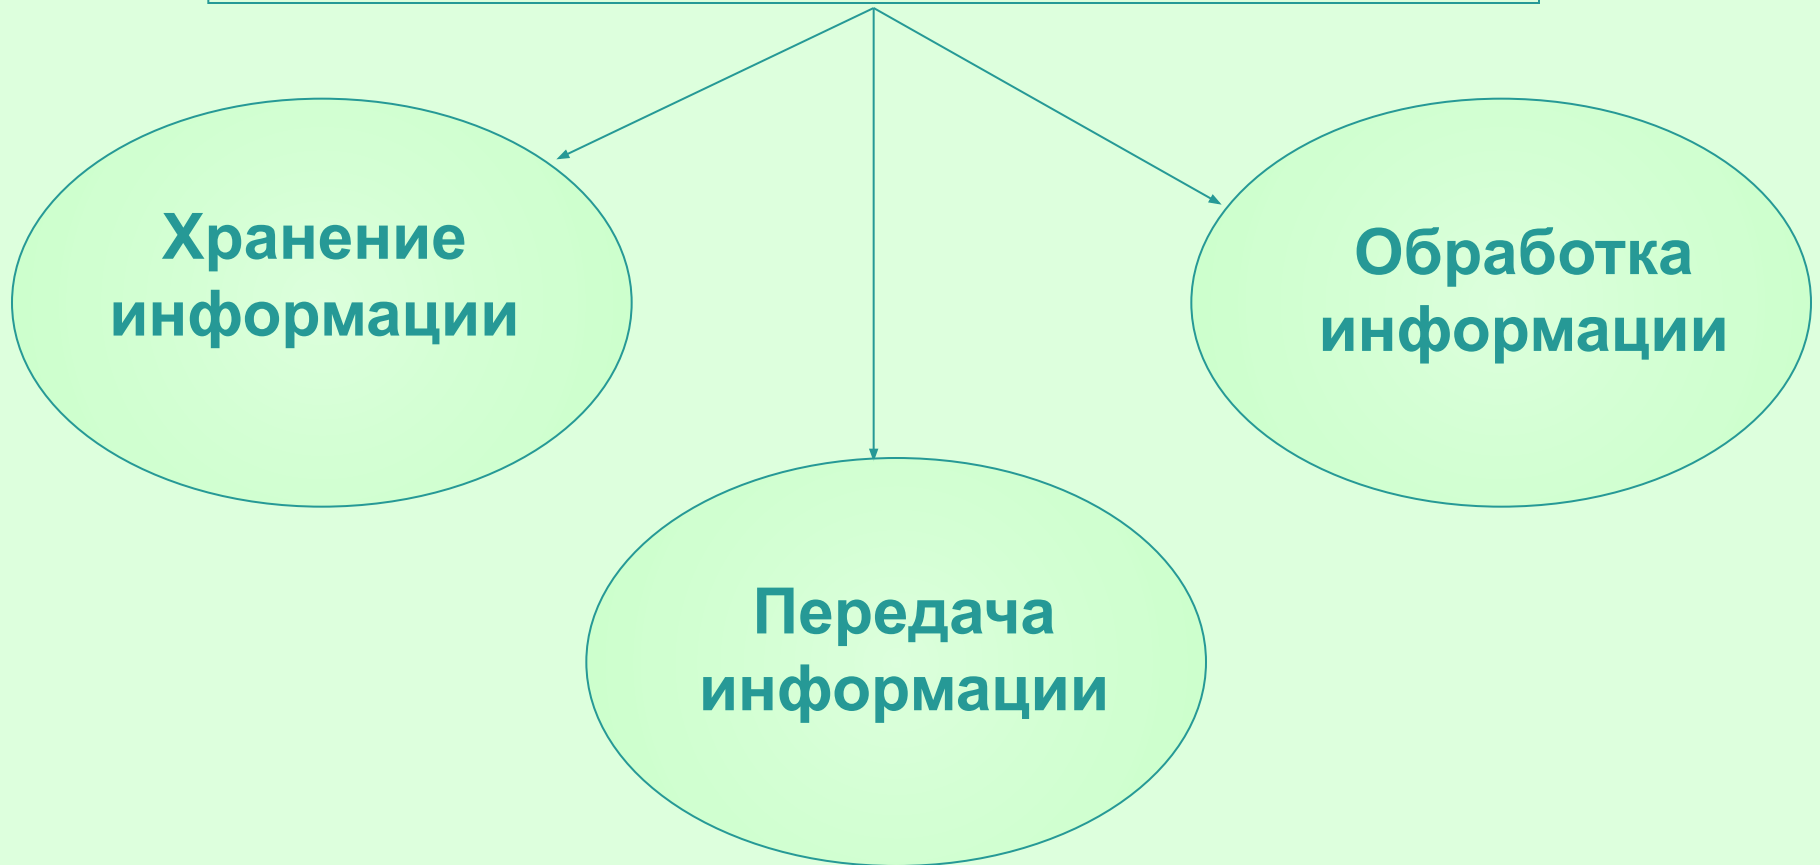 Хранение
информации
Обработка
информации
Передача
информации